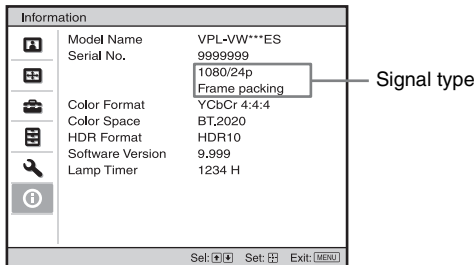 Information
Model Name VPL-VW***ES
Serial No. 9999999
1080/24p
Frame packing
Signal type
Color Format YCbCr 4:4:4
Color Space BT.2020
HDR Format HDR10
Software Version 9.999
Lamp Timer 1234 H
Sel: Set: Exit: MENU